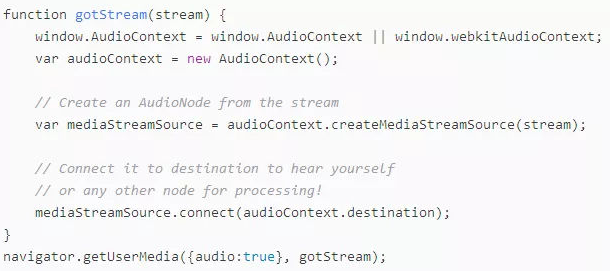 function gotStream(stream) {
    window.AudioContext = window.AudioContext || window.webkitAudioContext;
    var audioContext = new AudioContext();

    // Create an AudioNode from the stream
    var mediaStreamSource = audioContext.createMediaStreamSource(stream);

    // Connect it to destination to hear yourself
    // or any other node for processing!
    mediaStreamSource.connect(audioContext.destination);
}
navigator.getUserMedia({audio:true}, gotStream);